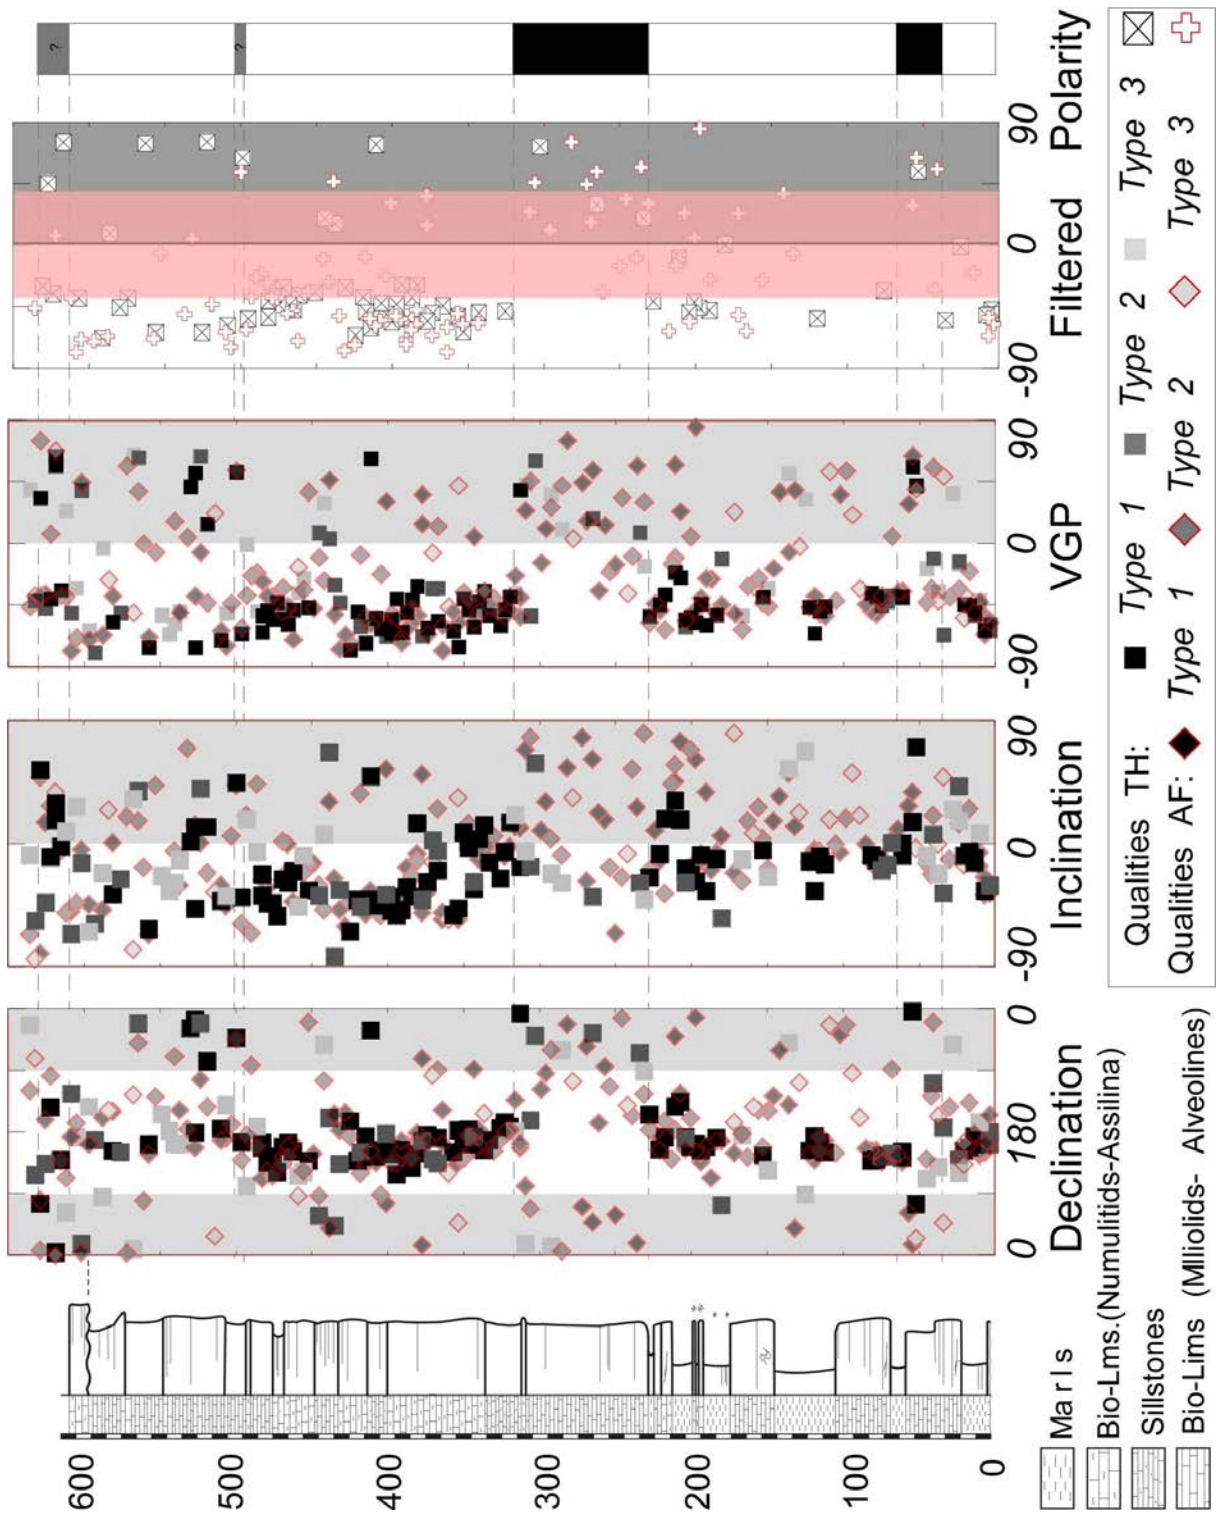 0 100 200 300 400 500 600
Declination
0 180 0
Inclination
-90 0 90
VGP
-90 0 90
Filtered
-90 0 90
Polarity
?
?
Marls
Bio-Lms.(Numulitids-Assilina)
Silstones
Bio-Lims (Mliolids- Alveolines)
Qualities TH: Type 1 Type 2 Type 3
Qualities AF: Type 1 Type 2 Type 3